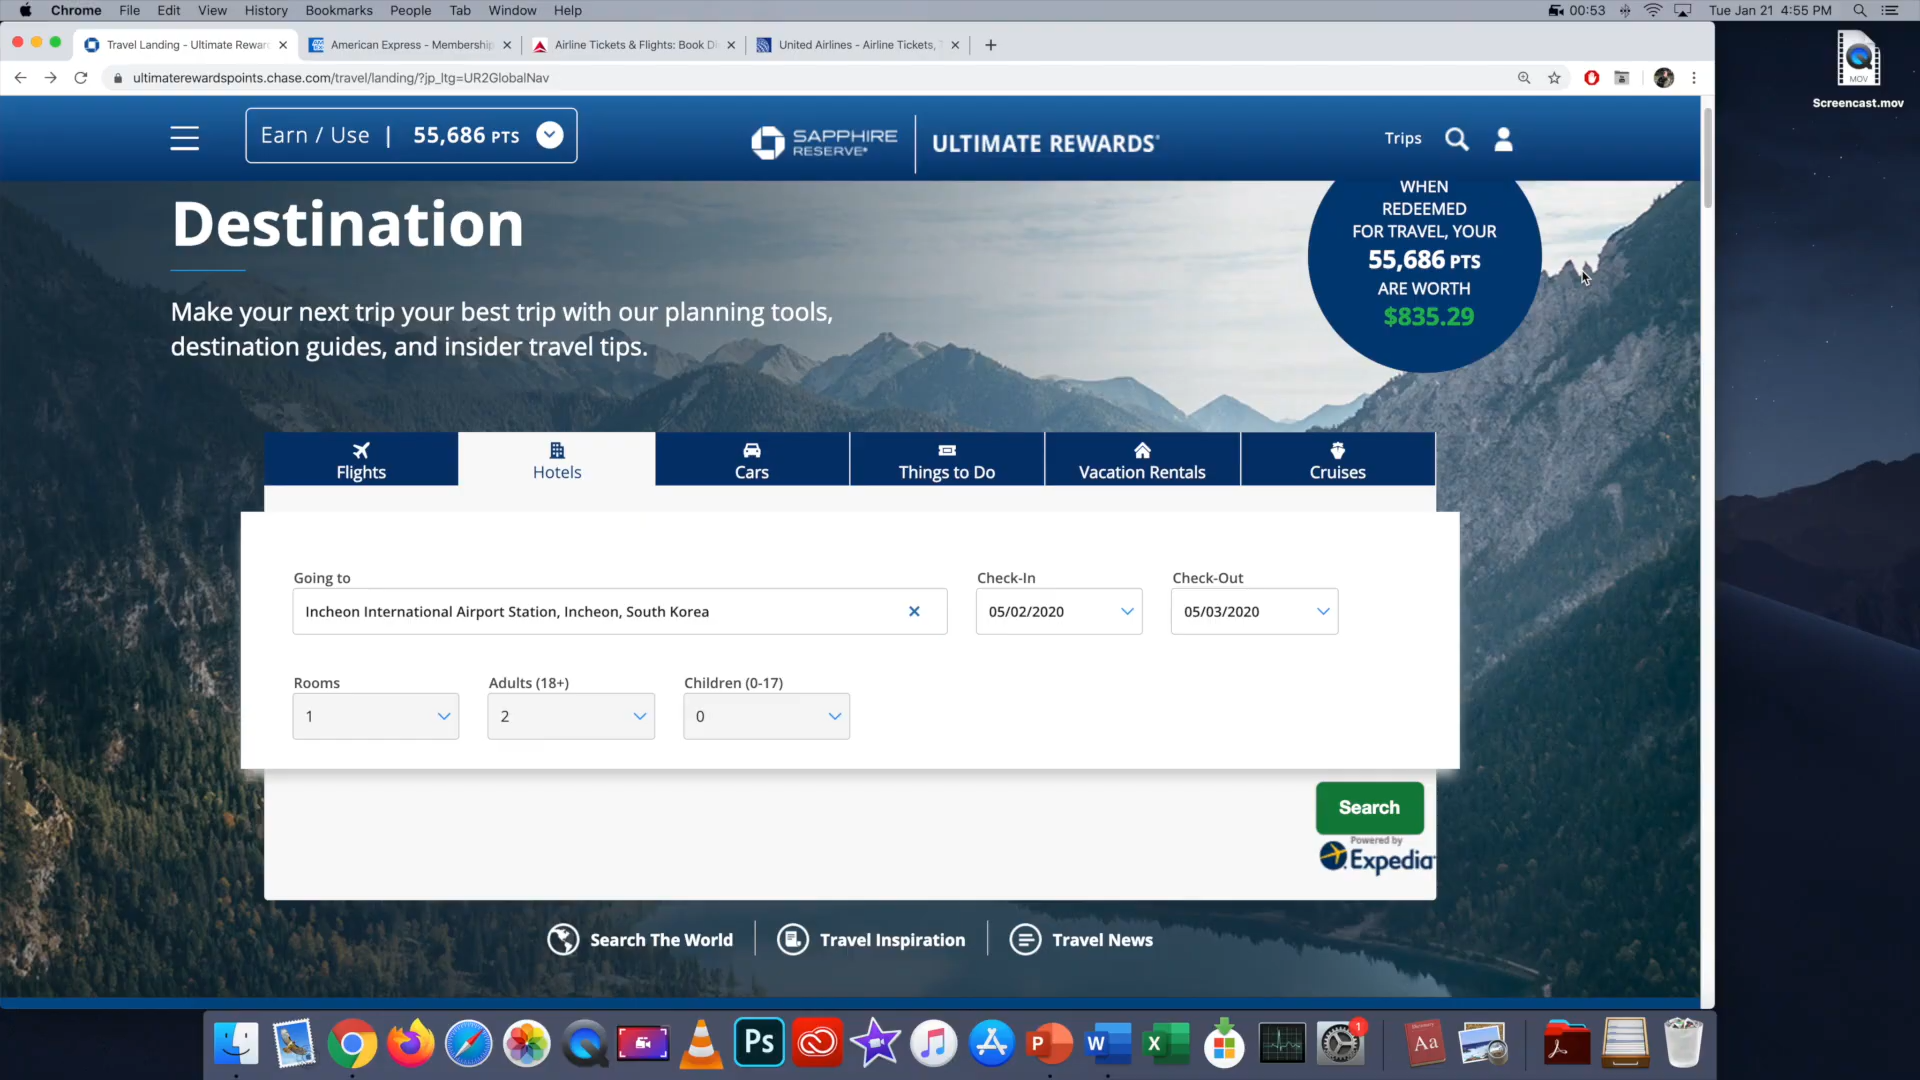 Chrome File Edit View History Bookmarks People Tab Window Help
00:53 Tue Jan 21 4:55 PM
Travel Landing - Ultimate Rewar
American Express - Membership
Airline Tickets & Flights: Book D
United Airlines - Airline Tickets,
ultimaterewardspoints.chase.com/travel/landing/?jp_ltg=UR2GlobalNav
MOV
Screencast.mov
Earn / Use | 55,686 PTS
SAPPHIRE
RESERVE®
ULTIMATE REWARDS®
Trips
Destination
Make your next trip your best trip with our planning tools,
destination guides, and insider travel tips.
WHEN
REDEEMED
FOR TRAVEL, YOUR
55,686 PTS
ARE WORTH
$835.29
Flights
Hotels
Cars
Things to Do
Vacation Rentals
Cruises
Going to
Incheon International Airport Station, Incheon, South Korea
Check-In
05/02/2020
Check-Out
05/03/2020
Rooms
1
Adults (18+)
2
Children (0-17)
0
Search
Powered by
Expedia
Search The World
Travel Inspiration
Travel News
Ps
P
W
X
1
Aa